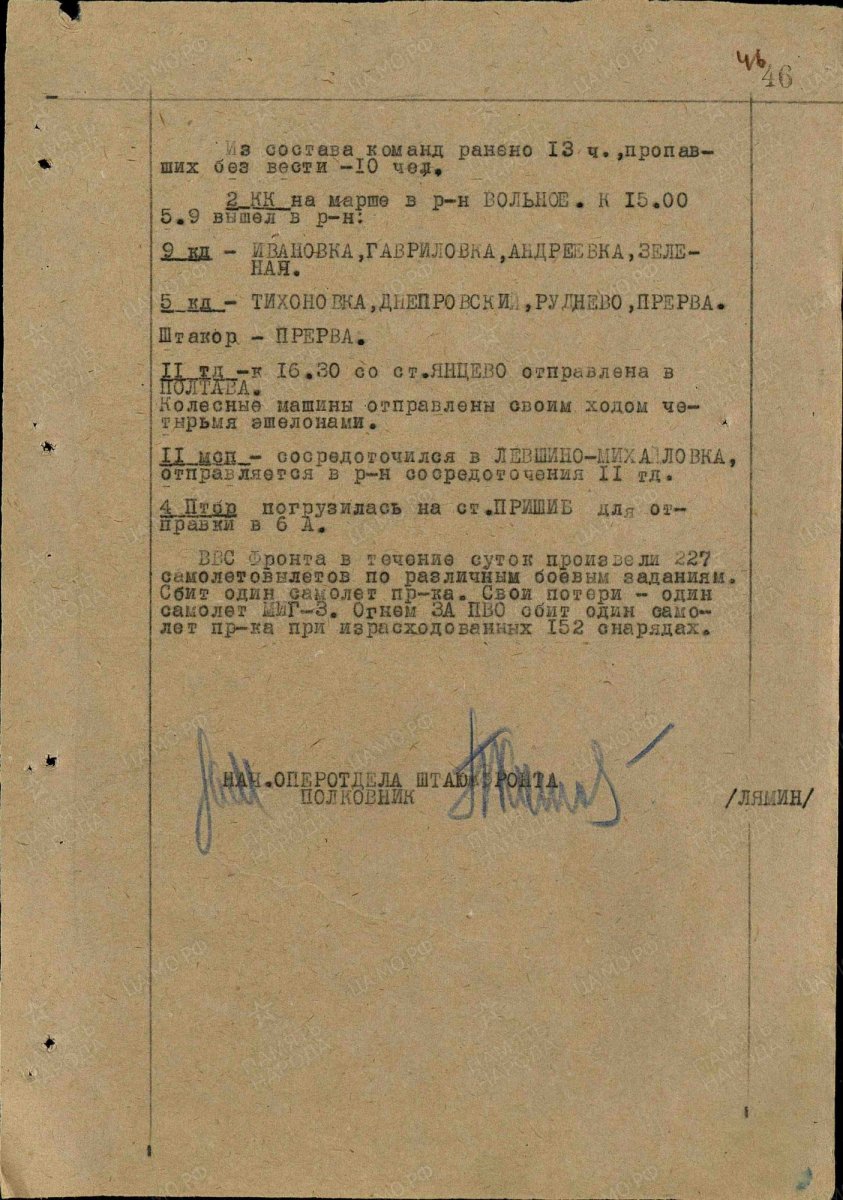 46
46
Из состава команд ранено 13 ч.,пропав-
ших без вести -10 чел.
2 КК на марше в р-н ВОЛЬНОЕ. К 15.00
5.9 вышел в р-н:
9 кд - ИВАНОВКА,ГАВРИЛОВКА,АНДРЕЕВКА,ЗЕЛЕ-
НАЯ.
5 кд - ТИХОНОВКА,ДНЕПРОВСКИЙ,РУДНЕВО,ПРЕРВА.
Штакор - ПРЕРВА.
II тд -к 16.30 со ст.ЯНЦЕВО отправлена в
ПОЛТАВА.
Колесные машины отправлены своим ходом че-
тырьмя эшелонами.
II мсп - сосредоточился в ЛЕВШИНО-МИХАЙЛОВКА,
отправляется в р-н сосредоточения II тд.
4 Птбр погрузилась на ст.ПРИШИБ для от-
правки в 6 А.
ВВС Фронта в течение суток произвели 227
самолетовылетов по различным боевым заданиям.
Сбит один самолет пр-ка. Свои потери - один
самолет МИГ-3. Огнем ЗА ПВО сбит один само-
лет пр-ка при израсходованных 152 снарядах.
НАЧ.ОПЕРОТДЕЛА ШТАЮЖФРОНТА
ПОЛКОВНИК
/ЛЯМИН/